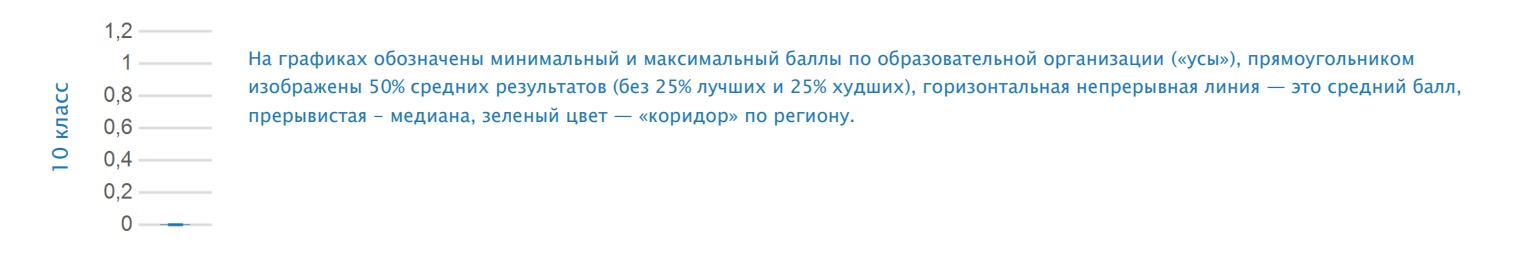 1,2
1
0,8
0,6
0,4
0,2
0
10 класс
На графиках обозначены минимальный и максимальный баллы по образовательной организации («усы»), прямоугольником
изображены 50% средних результатов (без 25% лучших и 25% худших), горизонтальная непрерывная линия — это средний балл,
прерывистая – медиана, зеленый цвет — «коридор» по региону.